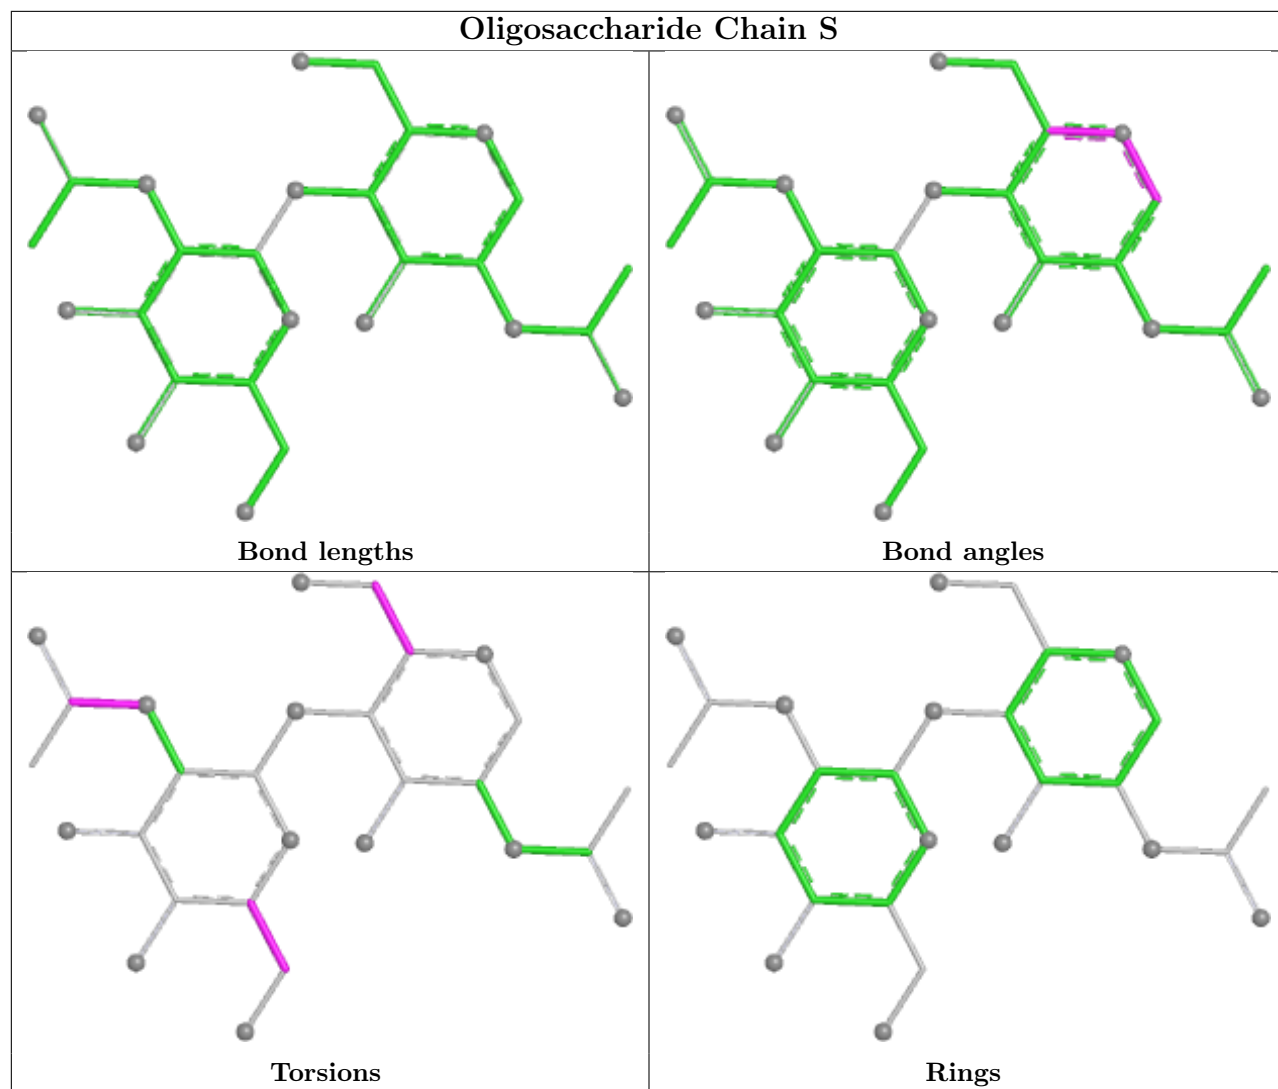 Oligosaccharide Chain S
Bond lengths
Bond angles
Torsions
Rings